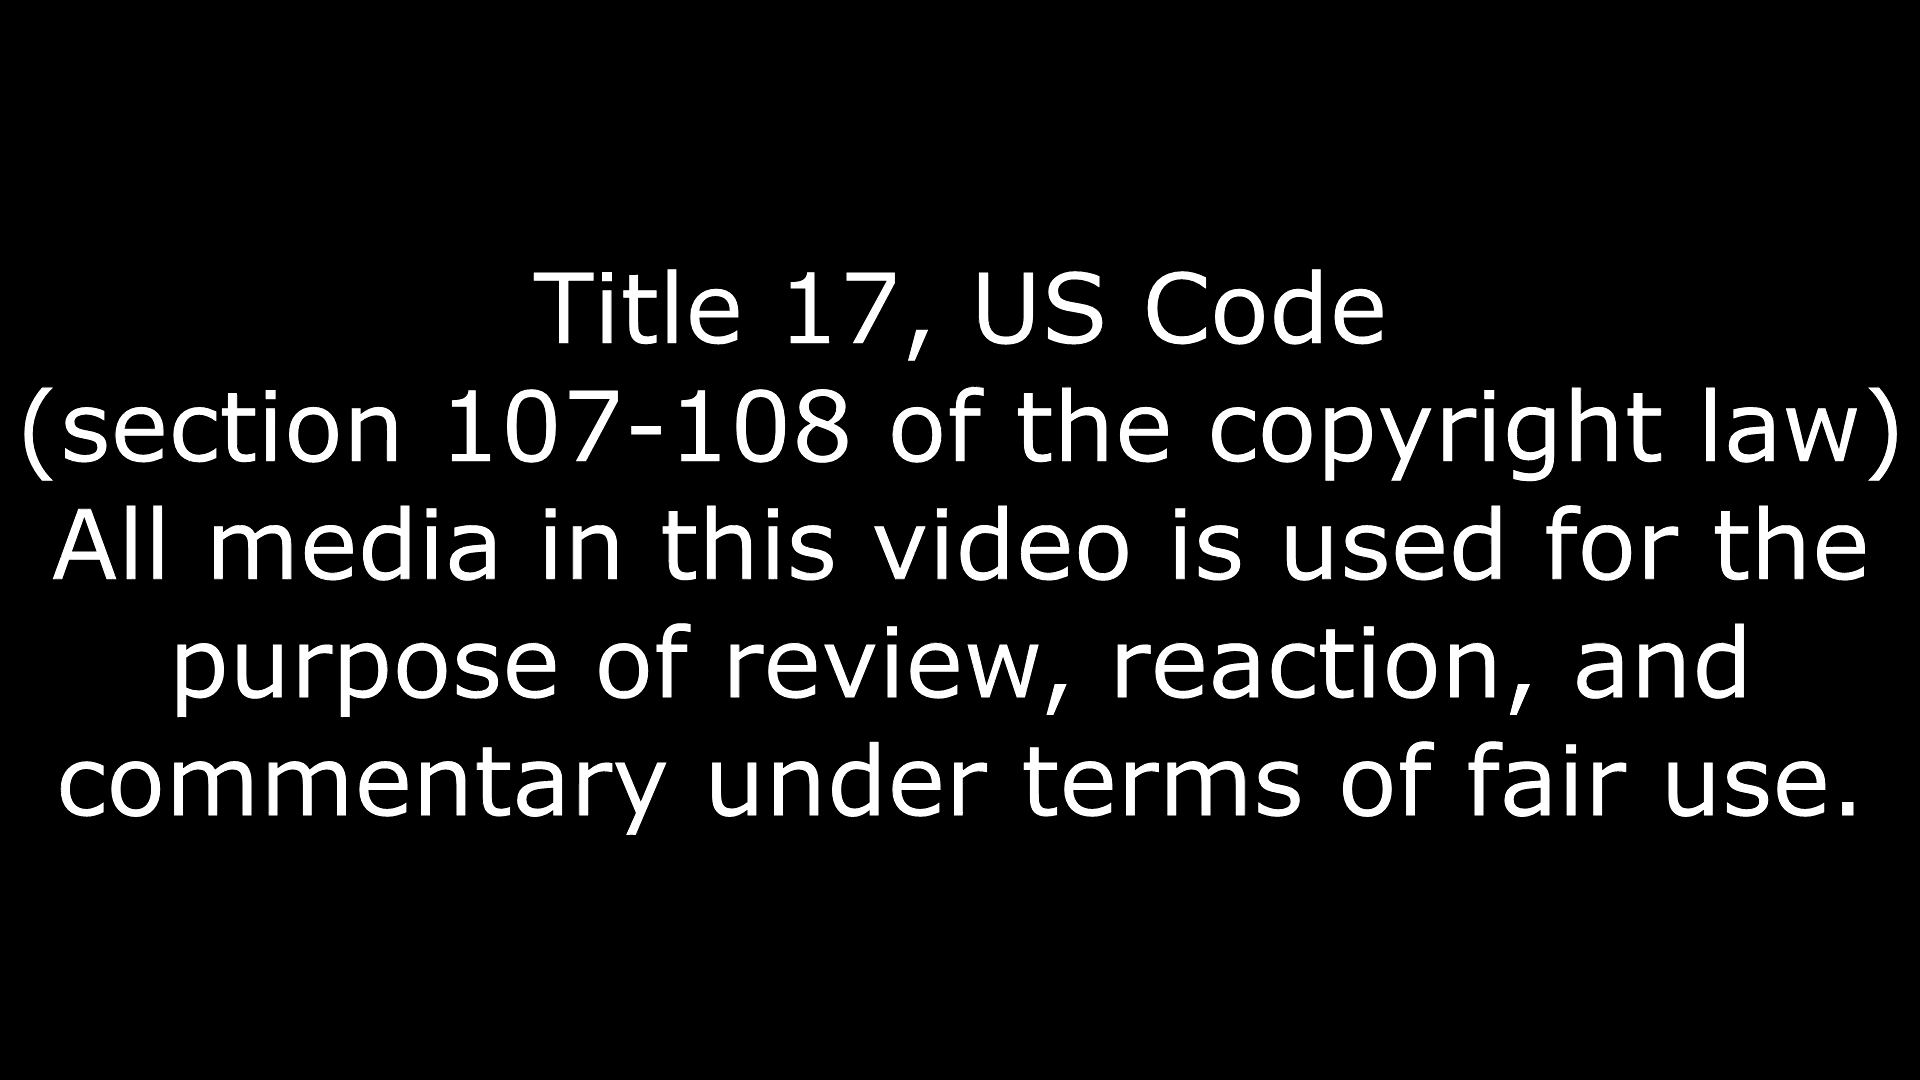 Title 17, US Code
(section 107-108 of the copyright law)
All media in this video is used for the
purpose of review, reaction, and
commentary under terms of fair use.